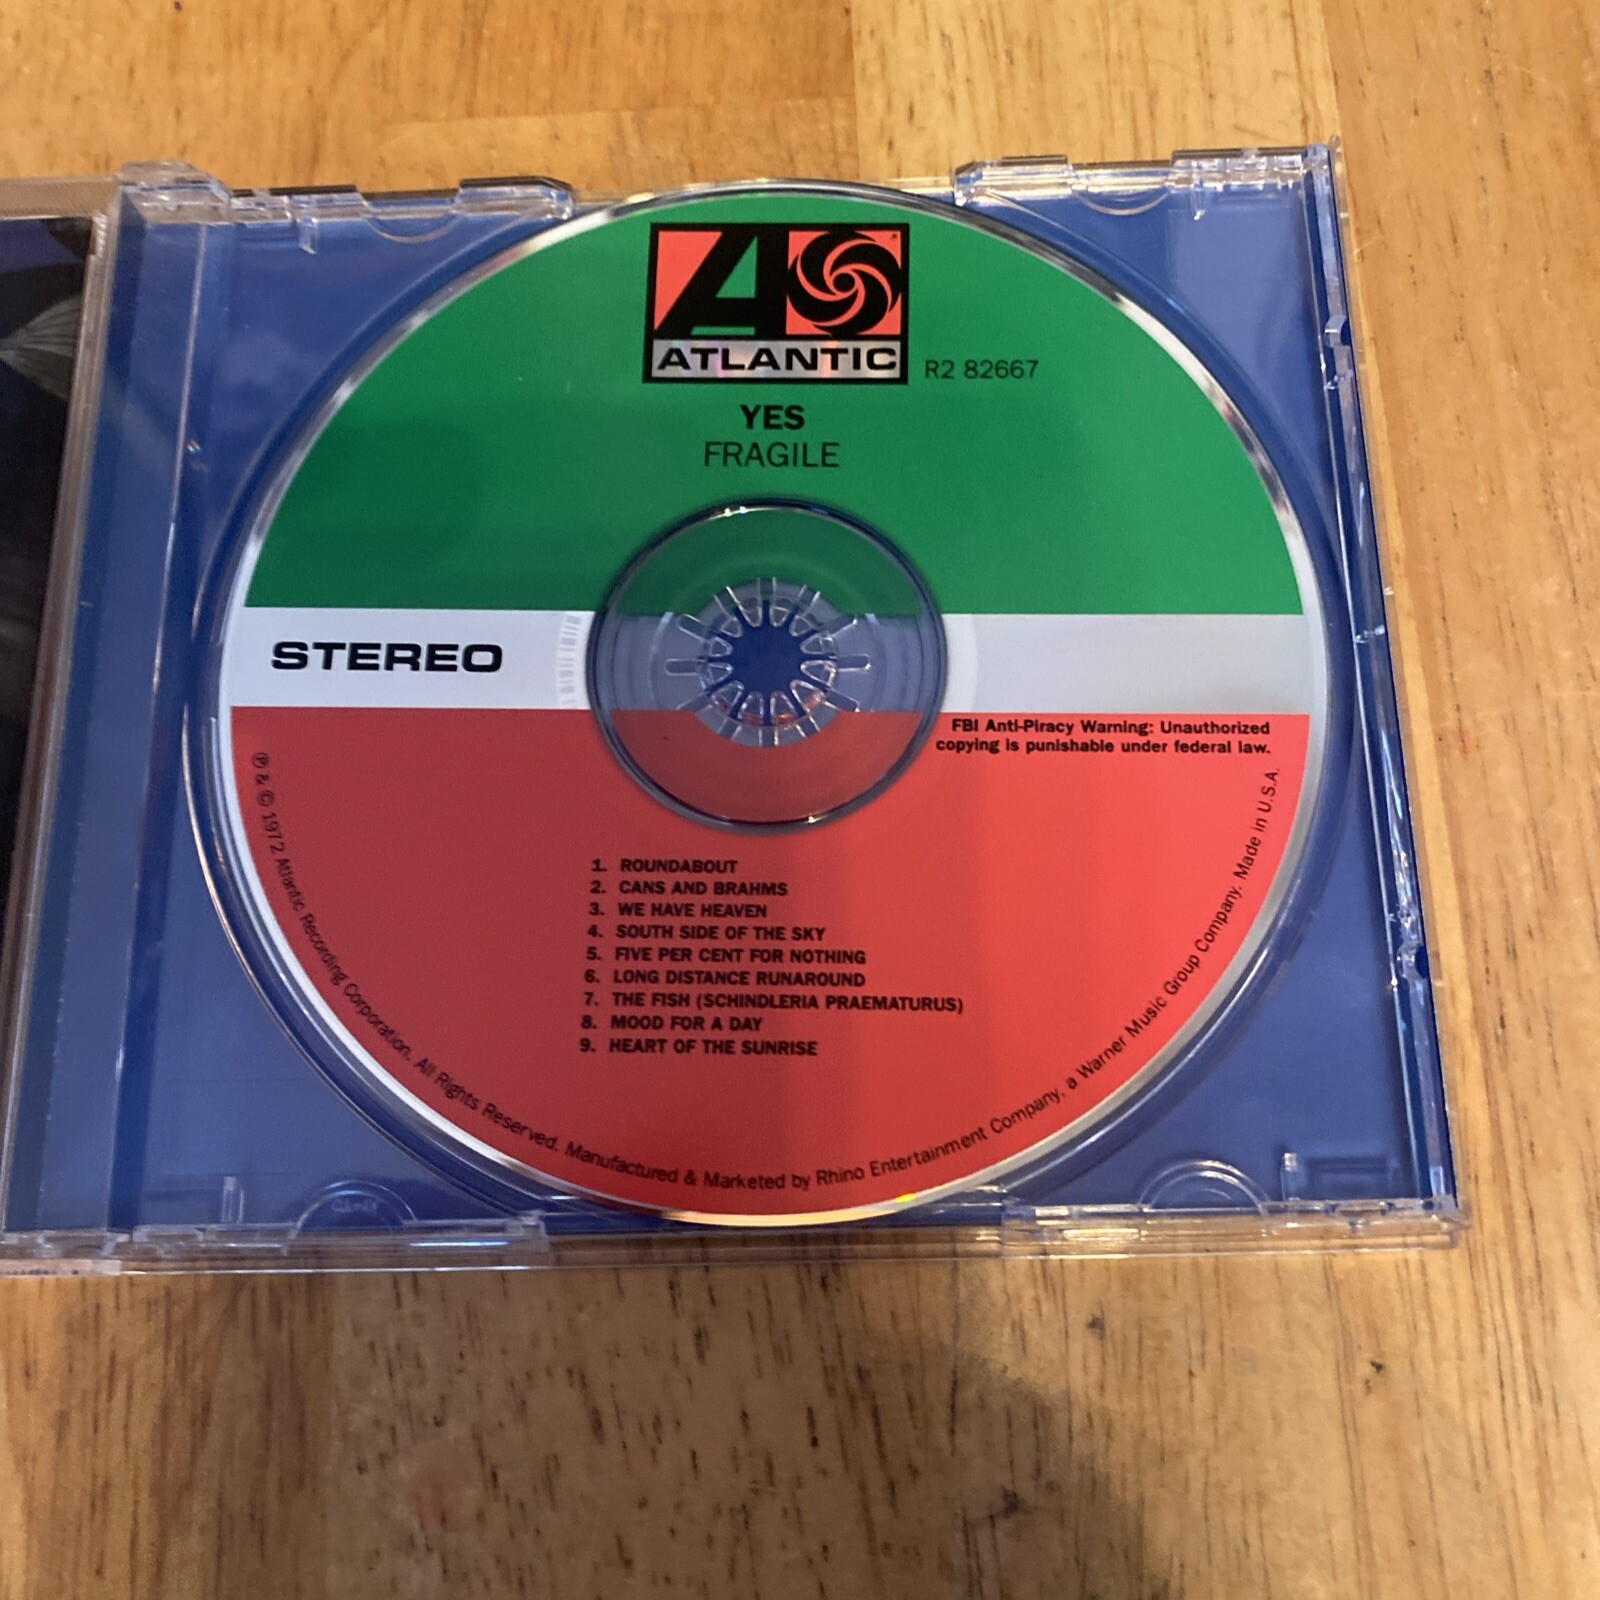 ATLANTIC
R2 82667
YES
FRAGILE
STEREO
FBI Anti-Piracy Warning: Unauthorized
copying is punishable under federal law.
1. ROUNDABOUT
2. CANS AND BRAHMS
3. WE HAVE HEAVEN
4. SOUTH SIDE OF THE SKY
5. FIVE PER CENT FOR NOTHING
6. LONG DISTANCE RUNAROUND
7. THE FISH (SCHINDLERIA PRAEMATURUS)
8. MOOD FOR A DAY
9. HEART OF THE SUNRISE
℗ & © 1972 Atlantic Recording Corporation. All Rights Reserved. Manufactured & Marketed by Rhino Entertainment Company, a Warner Music Group Company. Made in U.S.A.